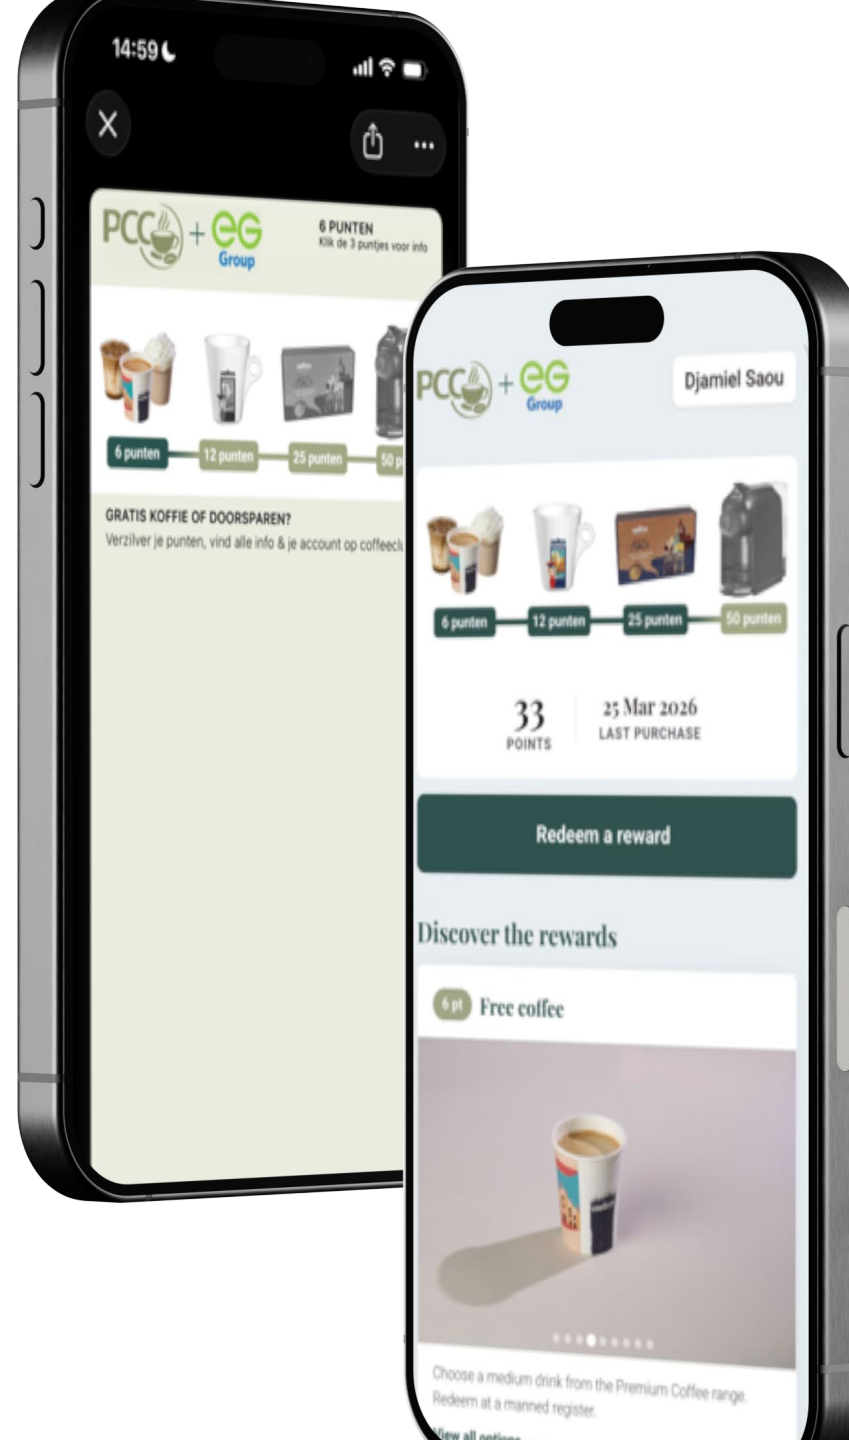 14:59
PCC + eG
Group
6 PUNTEN
Klik de 3 puntjes voor info
6 punten
12 punten
25 punten
GRATIS KOFFIE OF DOORSPAREN?
Verzilver je punten, vind alle info & je account op
PCC + eG
Group
Djamiel Saou
6 punten
12 punten
25 punten
50 punten
33
POINTS
25 Mar 2026
LAST PURCHASE
Redeem a reward
Discover the rewards
6 pt
Free coffee
Choose a medium drink from the Premium Coffee range.
Redeem at a manned register.
View all options